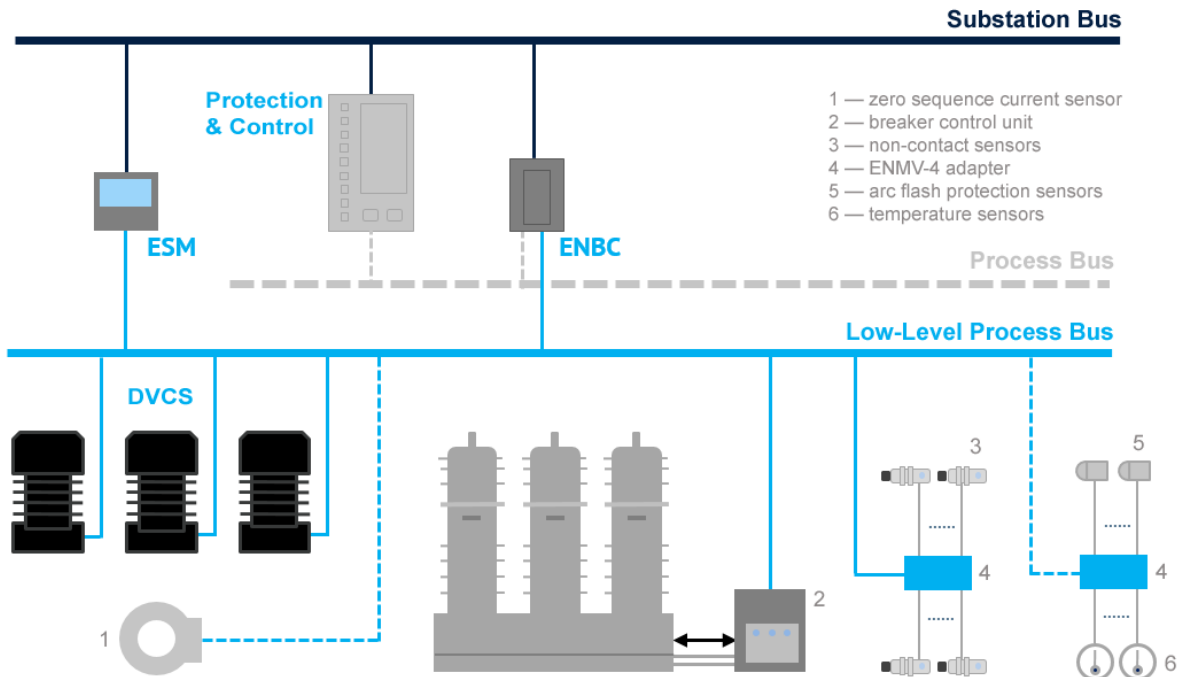 Substation Bus
Protection
& Control
1 — zero sequence current sensor
2 — breaker control unit
3 — non-contact sensors
4 — ENMV-4 adapter
5 — arc flash protection sensors
6 — temperature sensors
ESM
ENBC
Process Bus
Low-Level Process Bus
DVCS
3
5
4
4
2
1
6